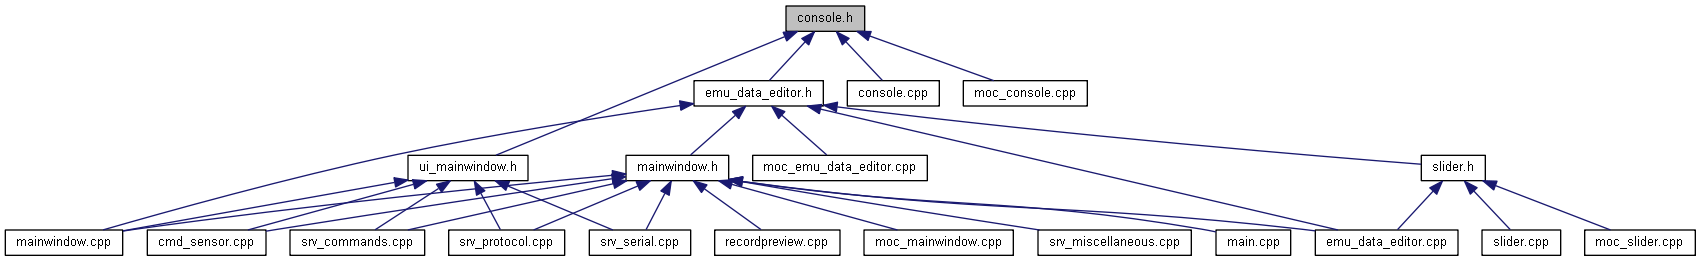 console.h
emu_data_editor.h
console.cpp
moc_console.cpp
ui_mainwindow.h
mainwindow.h
moc_emu_data_editor.cpp
slider.h
mainwindow.cpp
cmd_sensor.cpp
srv_commands.cpp
srv_protocol.cpp
srv_serial.cpp
recordpreview.cpp
moc_mainwindow.cpp
srv_miscellaneous.cpp
main.cpp
emu_data_editor.cpp
slider.cpp
moc_slider.cpp